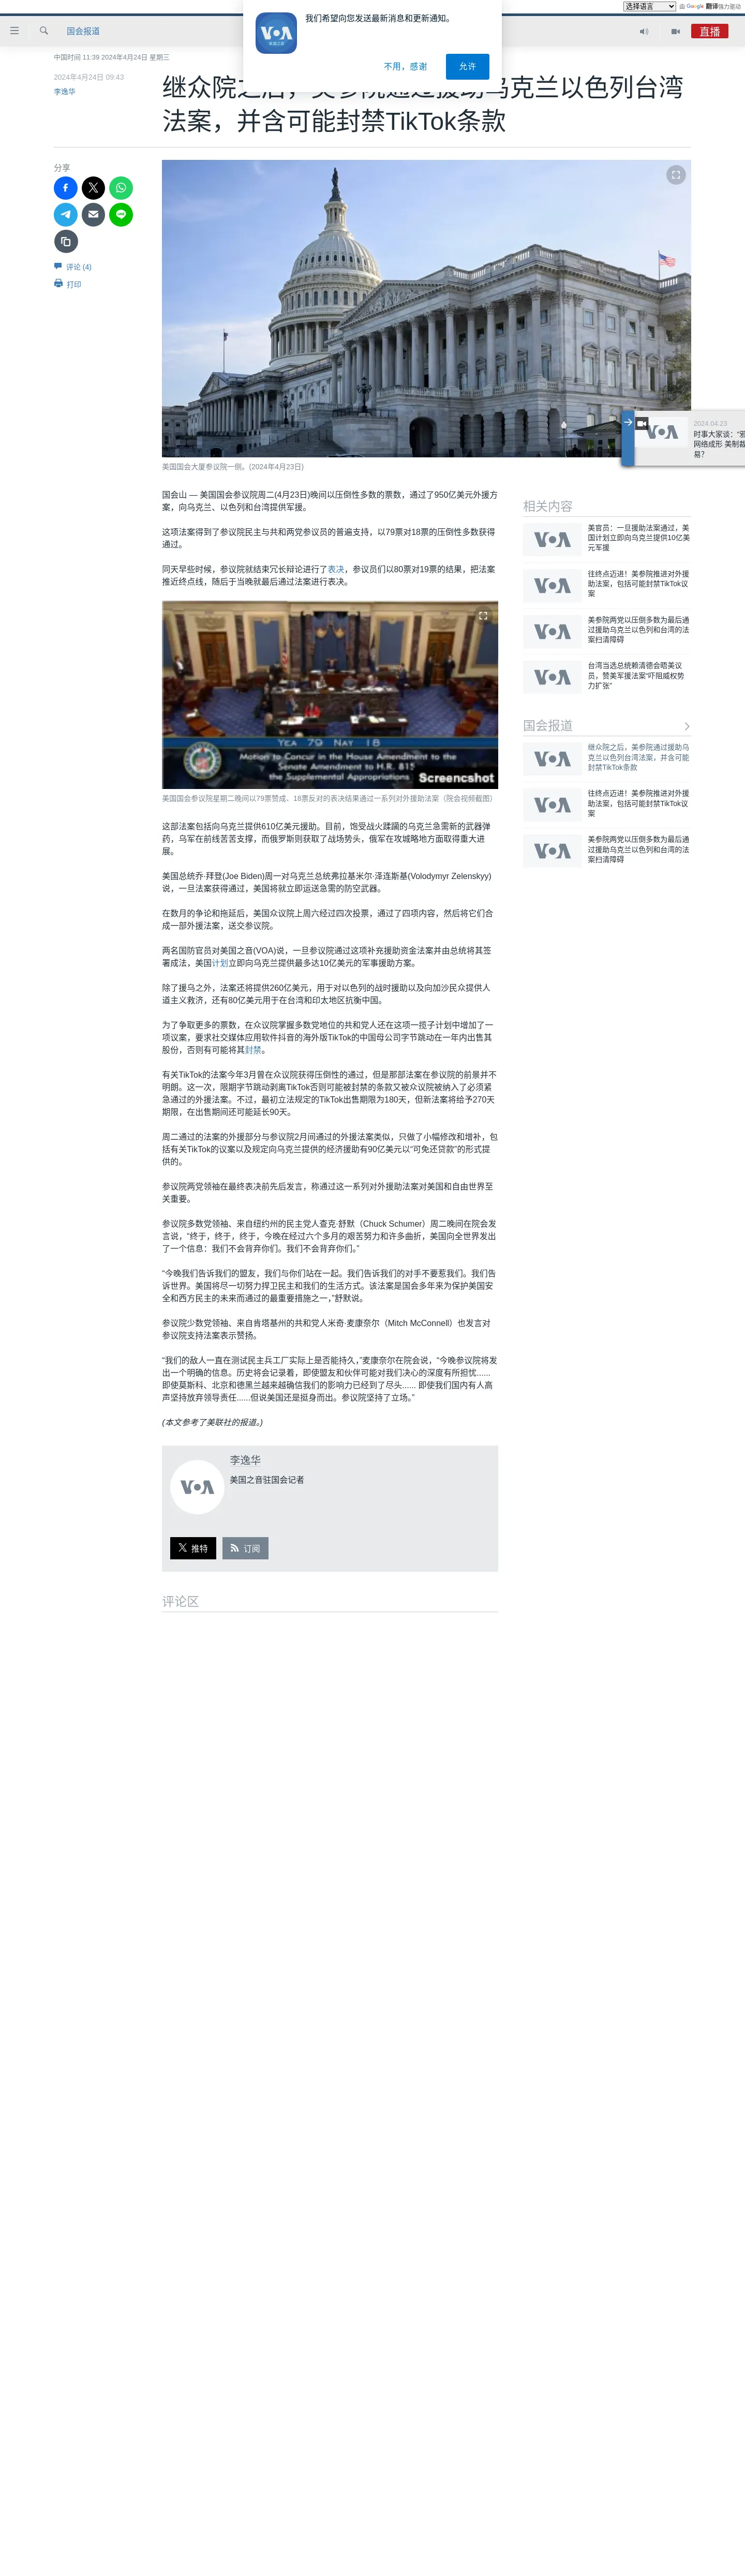 选择语言
由 Google 翻译强力驱动
我们希望向您发送最新消息和更新通知。
VOA
不用，感谢
允许
国会报道
直播
中国时间 11:39 2024年4月24日 星期三
2024年4月24日 09:43
李逸华
继众院之后，美参院通过援助乌克兰以色列台湾
法案，并含可能封禁TikTok条款
分享
评论 (4)
打印
美国国会大厦参议院一侧。(2024年4月23日)
2024.04.23
时事大家谈：“邪
网络成形 美制裁
易？
国会山 — 美国国会参议院周二(4月23日)晚间以压倒性多数的票数，通过了950亿美元外援方
案，向乌克兰、以色列和台湾提供军援。
这项法案得到了参议院民主与共和两党参议员的普遍支持，以79票对18票的压倒性多数获得
通过。
同天早些时候，参议院就结束冗长辩论进行了表决，参议员们以80票对19票的结果，把法案
推近终点线，随后于当晚就最后通过法案进行表决。
YEA 79 NAY 18
Motion to Concur in the House Amendment to the
Senate Amendment to H.R. 815
the Supplemental Appropriations
Screencshot
美国国会参议院星期二晚间以79票赞成、18票反对的表决结果通过一系列对外援助法案（院会视频截图）
这部法案包括向乌克兰提供610亿美元援助。目前，饱受战火蹂躏的乌克兰急需新的武器弹
药，乌军在前线苦苦支撑，而俄罗斯则获取了战场势头，俄军在攻城略地方面取得重大进
展。
美国总统乔·拜登(Joe Biden)周一对乌克兰总统弗拉基米尔·泽连斯基(Volodymyr Zelenskyy)
说，一旦法案获得通过，美国将就立即运送急需的防空武器。
在数月的争论和拖延后，美国众议院上周六经过四次投票，通过了四项内容，然后将它们合
成一部外援法案，送交参议院。
两名国防官员对美国之音(VOA)说，一旦参议院通过这项补充援助资金法案并由总统将其签
署成法，美国计划立即向乌克兰提供最多达10亿美元的军事援助方案。
除了援乌之外，法案还将提供260亿美元，用于对以色列的战时援助以及向加沙民众提供人
道主义救济，还有80亿美元用于在台湾和印太地区抗衡中国。
为了争取更多的票数，在众议院掌握多数党地位的共和党人还在这项一揽子计划中增加了一
项议案，要求社交媒体应用软件抖音的海外版TikTok的中国母公司字节跳动在一年内出售其
股份，否则有可能将其封禁。
有关TikTok的法案今年3月曾在众议院获得压倒性的通过，但是那部法案在参议院的前景并不
明朗。这一次，限期字节跳动剥离TikTok否则可能被封禁的条款又被众议院被纳入了必须紧
急通过的外援法案。不过，最初立法规定的TikTok出售期限为180天，但新法案将给予270天
期限，在出售期间还可能延长90天。
周二通过的法案的外援部分与参议院2月间通过的外援法案类似，只做了小幅修改和增补，包
括有关TikTok的议案以及规定向乌克兰提供的经济援助有90亿美元以“可免还贷款”的形式提
供的。
参议院两党领袖在最终表决前先后发言，称通过这一系列对外援助法案对美国和自由世界至
关重要。
参议院多数党领袖、来自纽约州的民主党人查克·舒默（Chuck Schumer）周二晚间在院会发
言说，“终于，终于，终于，今晚在经过六个多月的艰苦努力和许多曲折，美国向全世界发出
了一个信息：我们不会背弃你们。我们不会背弃你们。”
“今晚我们告诉我们的盟友，我们与你们站在一起。我们告诉我们的对手不要惹我们。我们告
诉世界。美国将尽一切努力捍卫民主和我们的生活方式。该法案是国会多年来为保护美国安
全和西方民主的未来而通过的最重要措施之一，”舒默说。
参议院少数党领袖、来自肯塔基州的共和党人米奇·麦康奈尔（Mitch McConnell）也发言对
参议院支持法案表示赞扬。
“我们的敌人一直在测试民主兵工厂实际上是否能持久，”麦康奈尔在院会说，“今晚参议院将发
出一个明确的信息。历史将会记录着，即使盟友和伙伴可能对我们决心的深度有所担忧......
即使莫斯科、北京和德黑兰越来越确信我们的影响力已经到了尽头...... 即使我们国内有人高
声坚持放弃领导责任......但说美国还是挺身而出。参议院坚持了立场。”
(本文参考了美联社的报道。)
VOA
李逸华
美国之音驻国会记者
推特
订阅
评论区
相关内容
VOA
美官员：一旦援助法案通过，美
国计划立即向乌克兰提供10亿美
元军援
VOA
往终点迈进！美参院推进对外援
助法案，包括可能封禁TikTok议
案
VOA
美参院两党以压倒多数为最后通
过援助乌克兰以色列和台湾的法
案扫清障碍
VOA
台湾当选总统赖清德会晤美议
员，赞美军援法案“吓阻威权势
力扩张”
国会报道
VOA
继众院之后，美参院通过援助乌
克兰以色列台湾法案，并含可能
封禁TikTok条款
VOA
往终点迈进！美参院推进对外援
助法案，包括可能封禁TikTok议
案
VOA
美参院两党以压倒多数为最后通
过援助乌克兰以色列和台湾的法
案扫清障碍